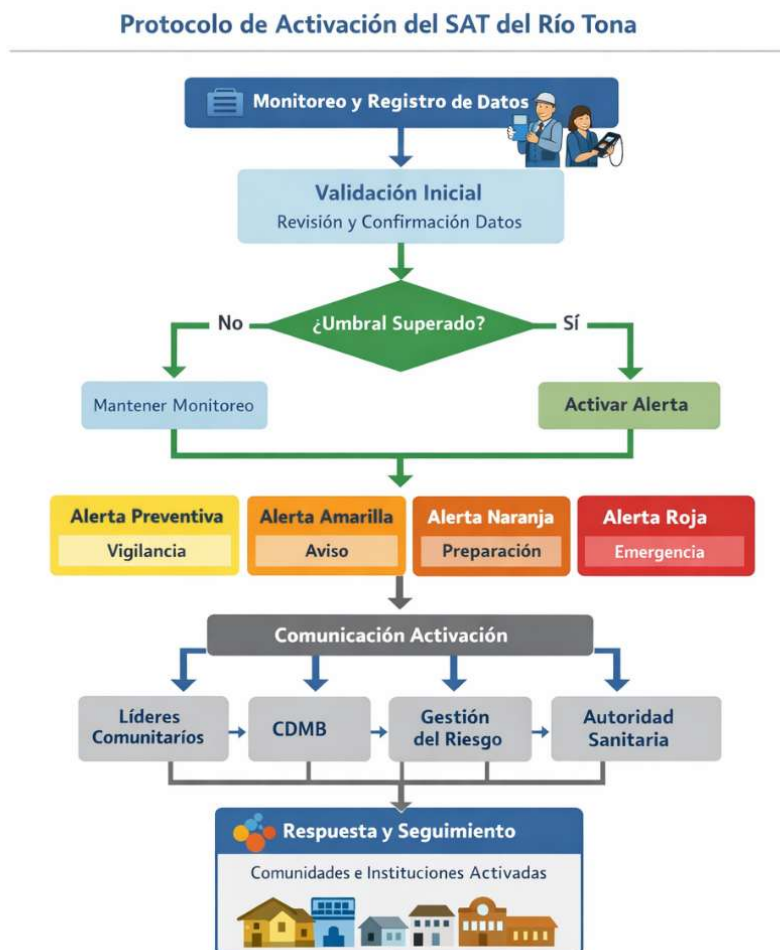 Protocolo de Activación del SAT del Río Tona
Monitoreo y Registro de Datos
Validación Inicial
Revisión y Confirmación Datos
¿Umbral Superado?
No
Sí
Mantener Monitoreo
Activar Alerta
Alerta Preventiva
Vigilancia
Alerta Amarilla
Aviso
Alerta Naranja
Preparación
Alerta Roja
Emergencia
Comunicación Activación
Líderes
Comunitaríos
CDMB
Gestión
del Riesgo
Autoridad
Sanitaria
Respuesta y Seguimiento
Comunidades e Instituciones Activadas